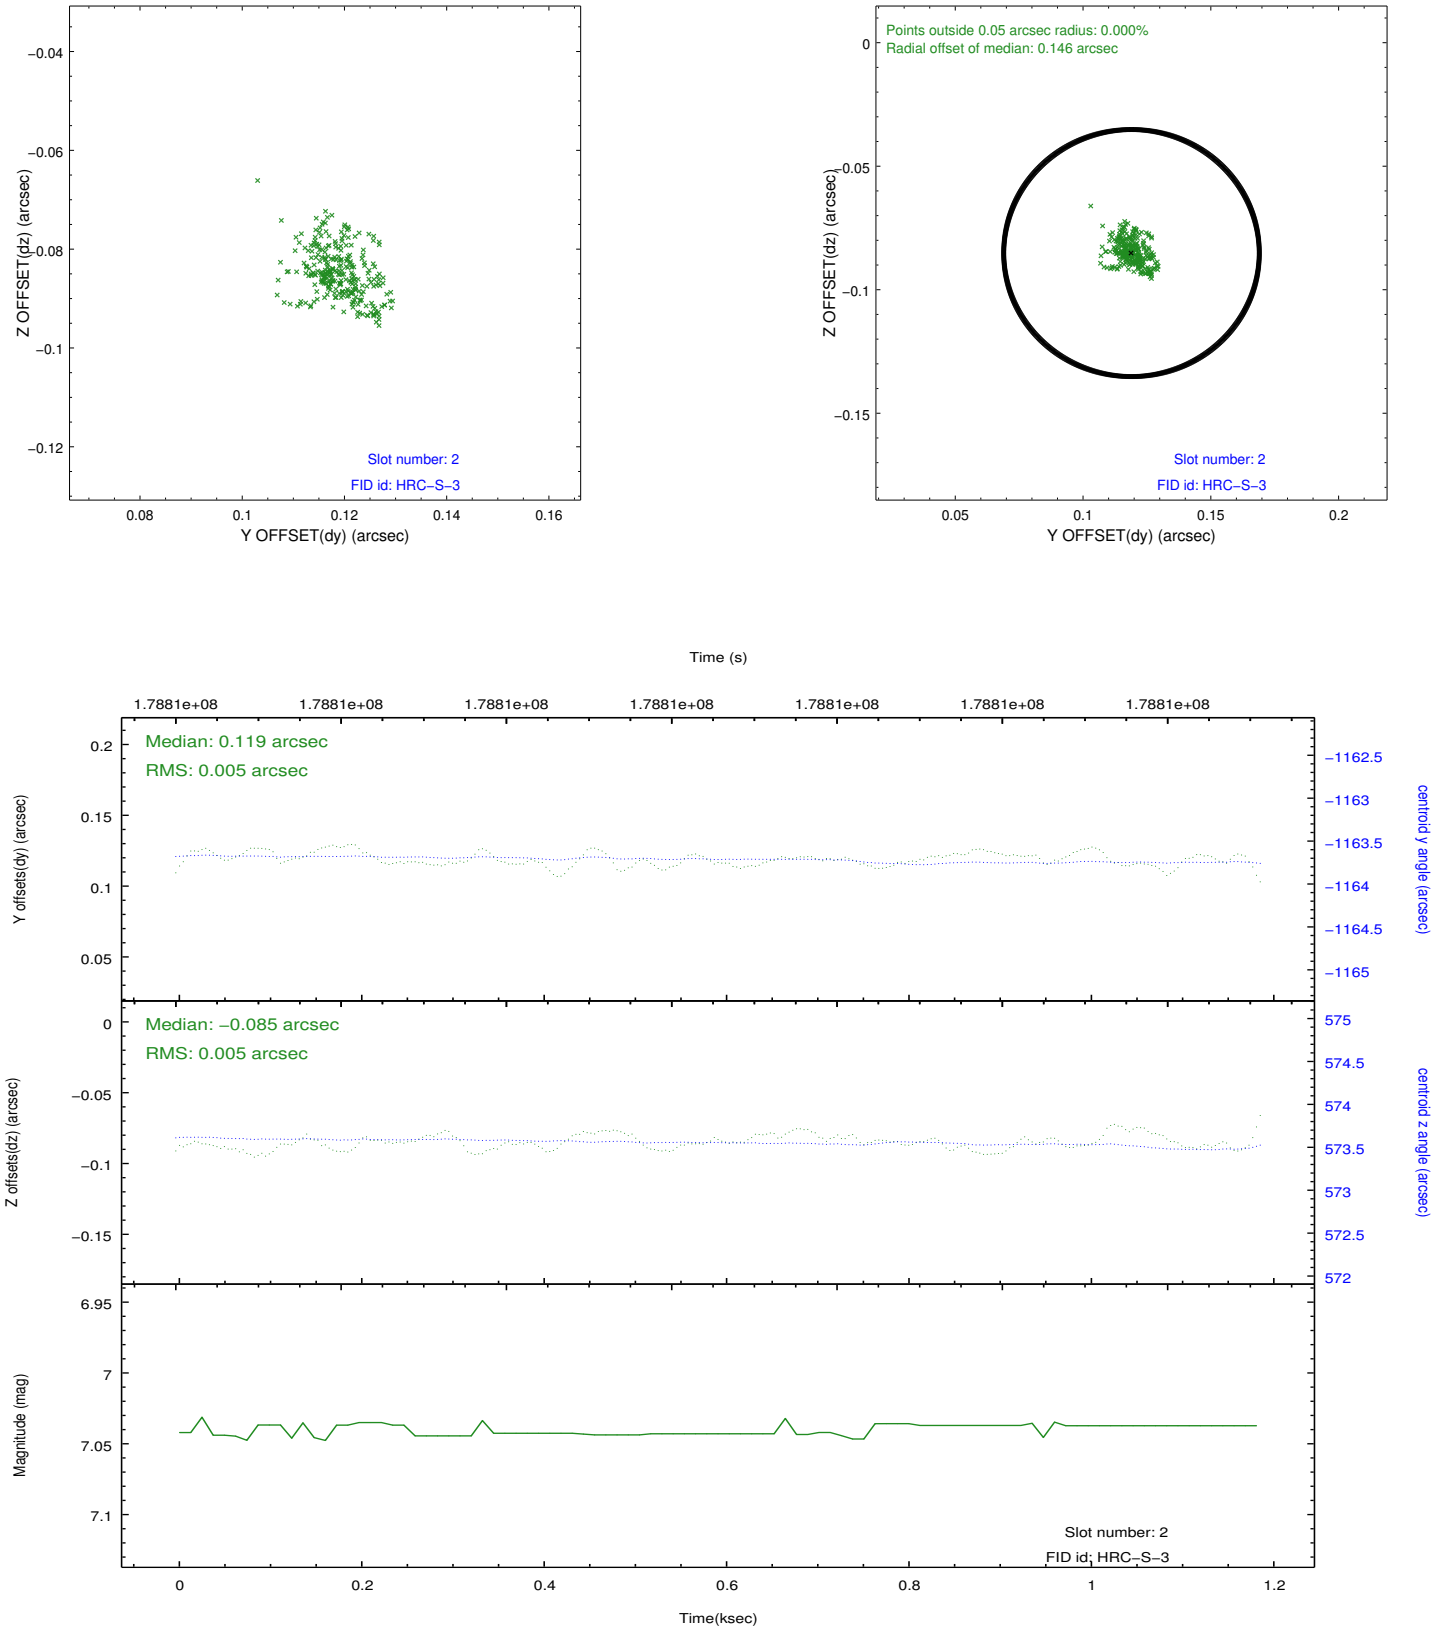 −0.04
−0.06
−0.08
−0.1
−0.12
Z OFFSET(dz) (arcsec)
Slot number: 2
FID id: HRC−S−3
0.08
0.1
0.12
0.14
0.16
Y OFFSET(dy) (arcsec)
Points outside 0.05 arcsec radius: 0.000%
Radial offset of median: 0.146 arcsec
0
−0.05
−0.1
−0.15
Z OFFSET(dz) (arcsec)
Slot number: 2
FID id: HRC−S−3
0.05
0.1
0.15
0.2
Y OFFSET(dy) (arcsec)
Time (s)
1.7881e+08
1.7881e+08
1.7881e+08
1.7881e+08
1.7881e+08
1.7881e+08
1.7881e+08
Median: 0.119 arcsec
RMS: 0.005 arcsec
0.2
0.15
0.1
0.05
Y offsets(dy) (arcsec)
−1162.5
−1163
−1163.5
−1164
−1164.5
−1165
centroid y angle (arcsec)
Median: −0.085 arcsec
RMS: 0.005 arcsec
0
−0.05
−0.1
−0.15
Z offsets(dz) (arcsec)
575
574.5
574
573.5
573
572.5
572
centroid z angle (arcsec)
6.95
7
7.05
7.1
Magnitude (mag)
Slot number: 2
FID id: HRC−S−3
0
0.2
0.4
0.6
0.8
1
1.2
Time(ksec)